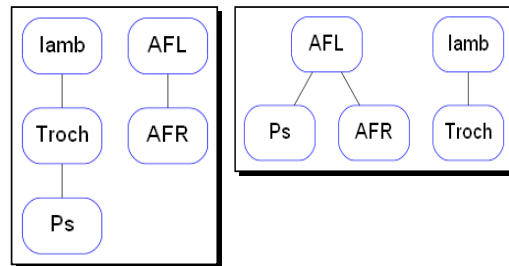 Iamb AFL
Troch AFR
Ps
AFL Iamb
Ps AFR Troch